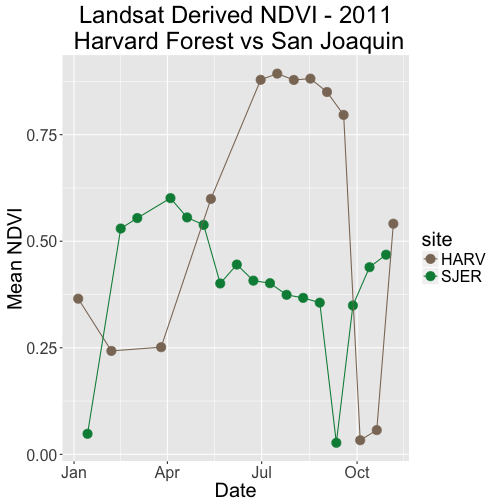 Landsat Derived NDVI - 2011
Harvard Forest vs San Joaquin
Mean NDVI
0.75
0.50
0.25
0.00
Jan Apr Jul Oct
Date
site
HARV
SJER